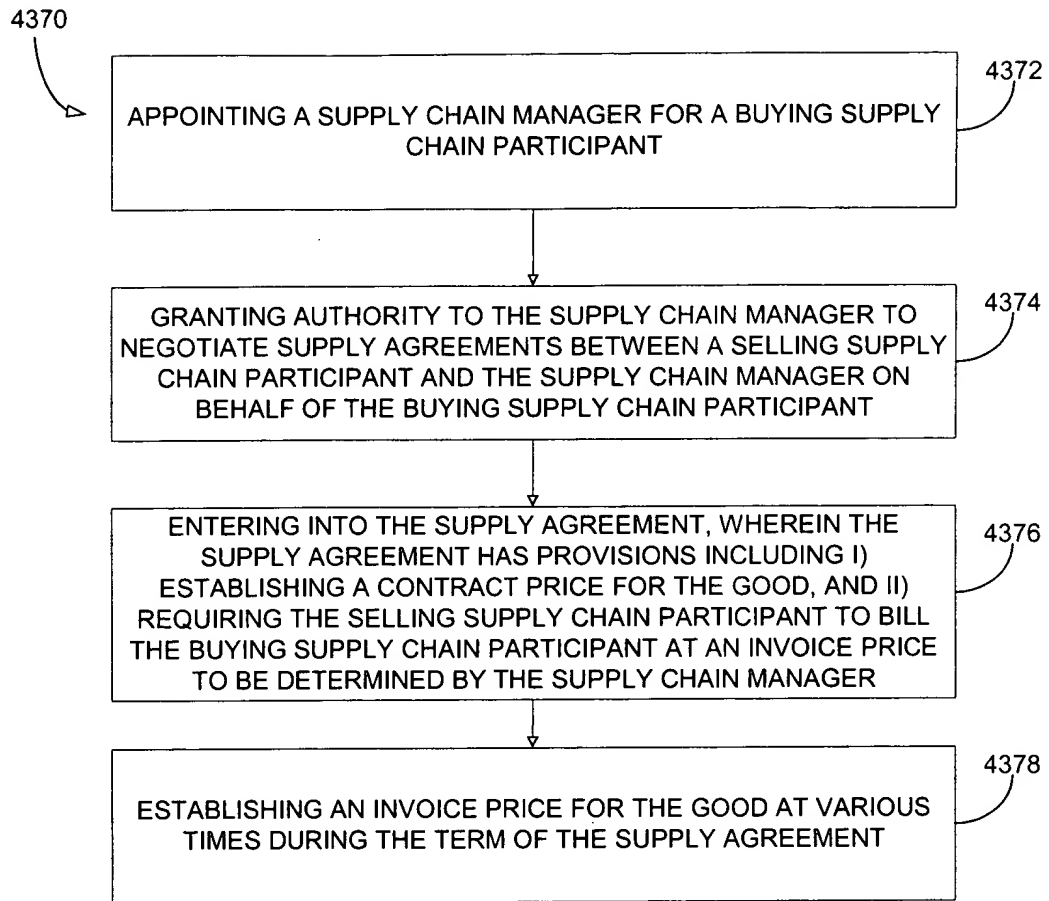 4370
4372
APPOINTING A SUPPLY CHAIN MANAGER FOR A BUYING SUPPLY
CHAIN PARTICIPANT
4374
GRANTING AUTHORITY TO THE SUPPLY CHAIN MANAGER TO
NEGOTIATE SUPPLY AGREEMENTS BETWEEN A SELLING SUPPLY
CHAIN PARTICIPANT AND THE SUPPLY CHAIN MANAGER ON
BEHALF OF THE BUYING SUPPLY CHAIN PARTICIPANT
4376
ENTERING INTO THE SUPPLY AGREEMENT, WHEREIN THE
SUPPLY AGREEMENT HAS PROVISIONS INCLUDING I)
ESTABLISHING A CONTRACT PRICE FOR THE GOOD, AND II)
REQUIRING THE SELLING SUPPLY CHAIN PARTICIPANT TO BILL
THE BUYING SUPPLY CHAIN PARTICIPANT AT AN INVOICE PRICE
TO BE DETERMINED BY THE SUPPLY CHAIN MANAGER
4378
ESTABLISHING AN INVOICE PRICE FOR THE GOOD AT VARIOUS
TIMES DURING THE TERM OF THE SUPPLY AGREEMENT